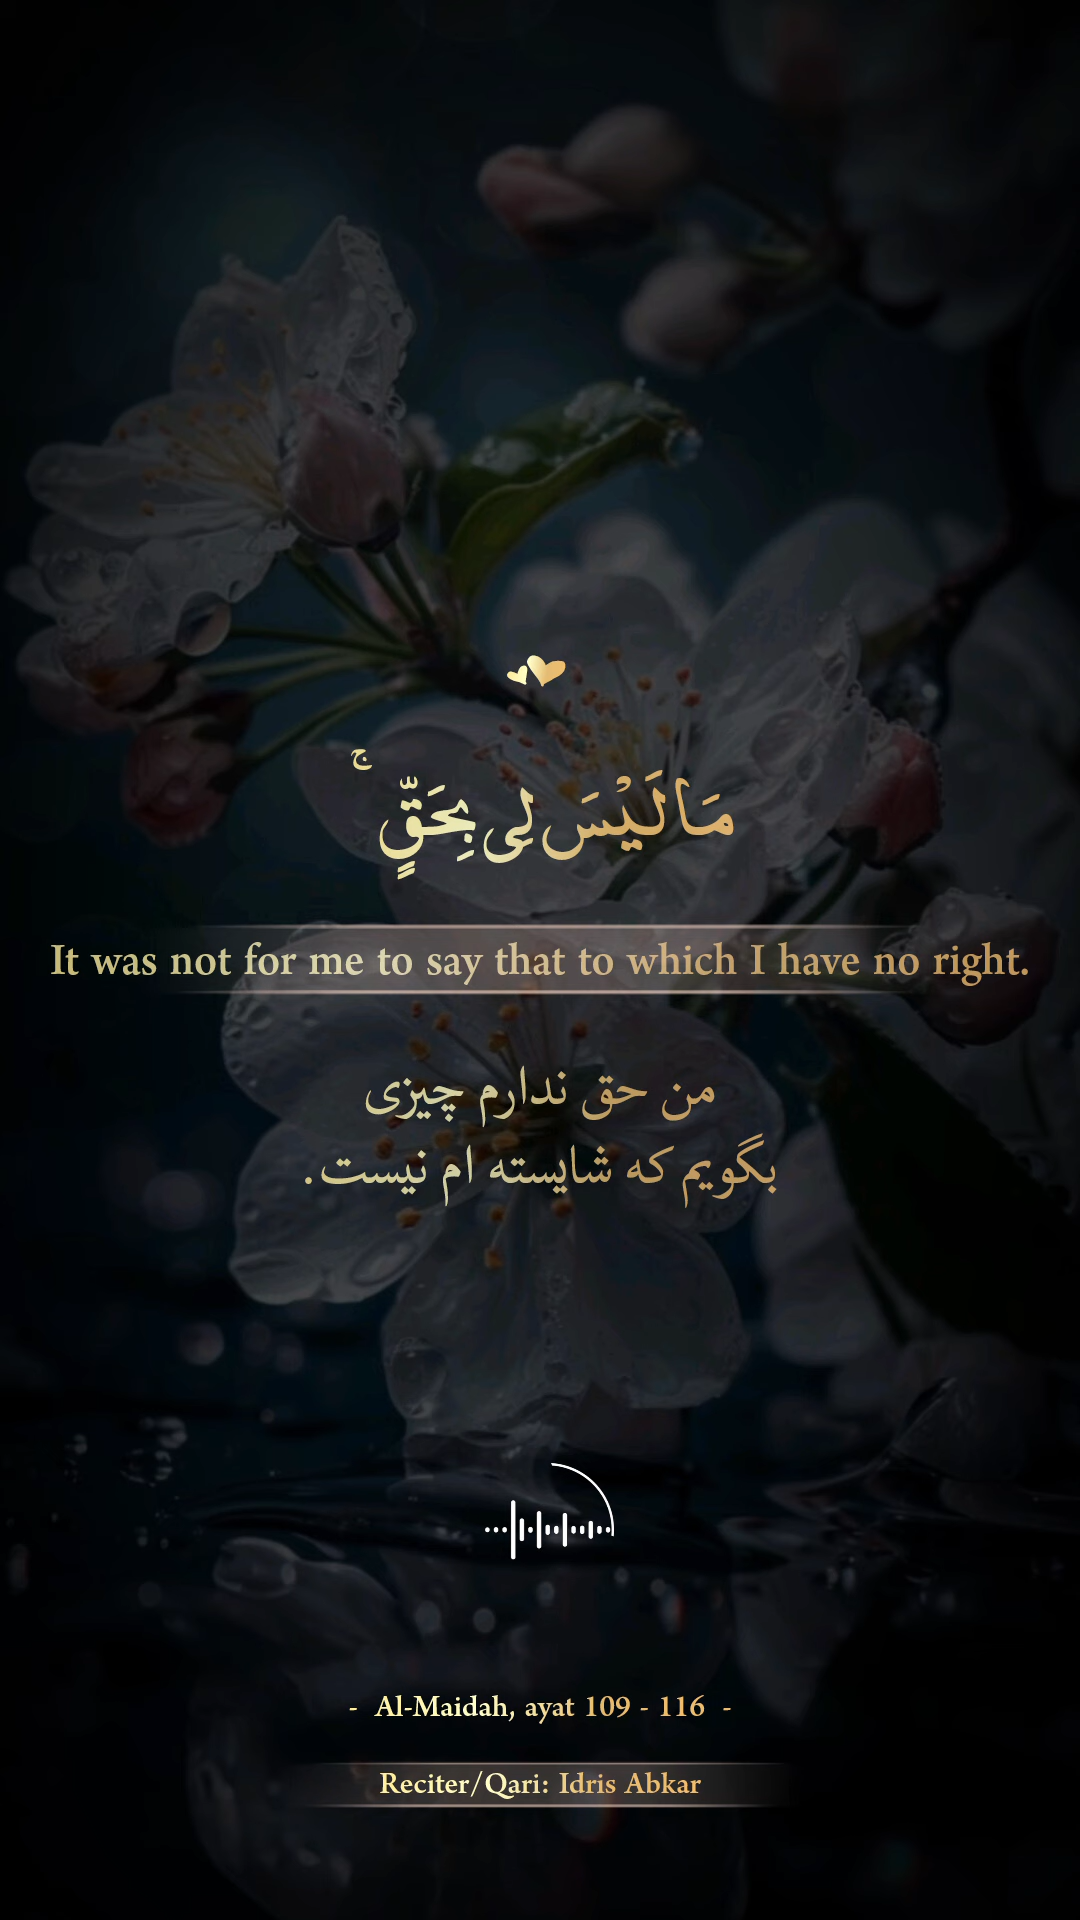 مَا لَيْسَ لِى بِحَقٍّ ۚ
It was not for me to say that to which I have no right.
من حق ندارم چیزی
بگویم که شایسته ام نیست.
- Al-Maidah, ayat 109 - 116 -
Reciter/Qari: Idris Abkar